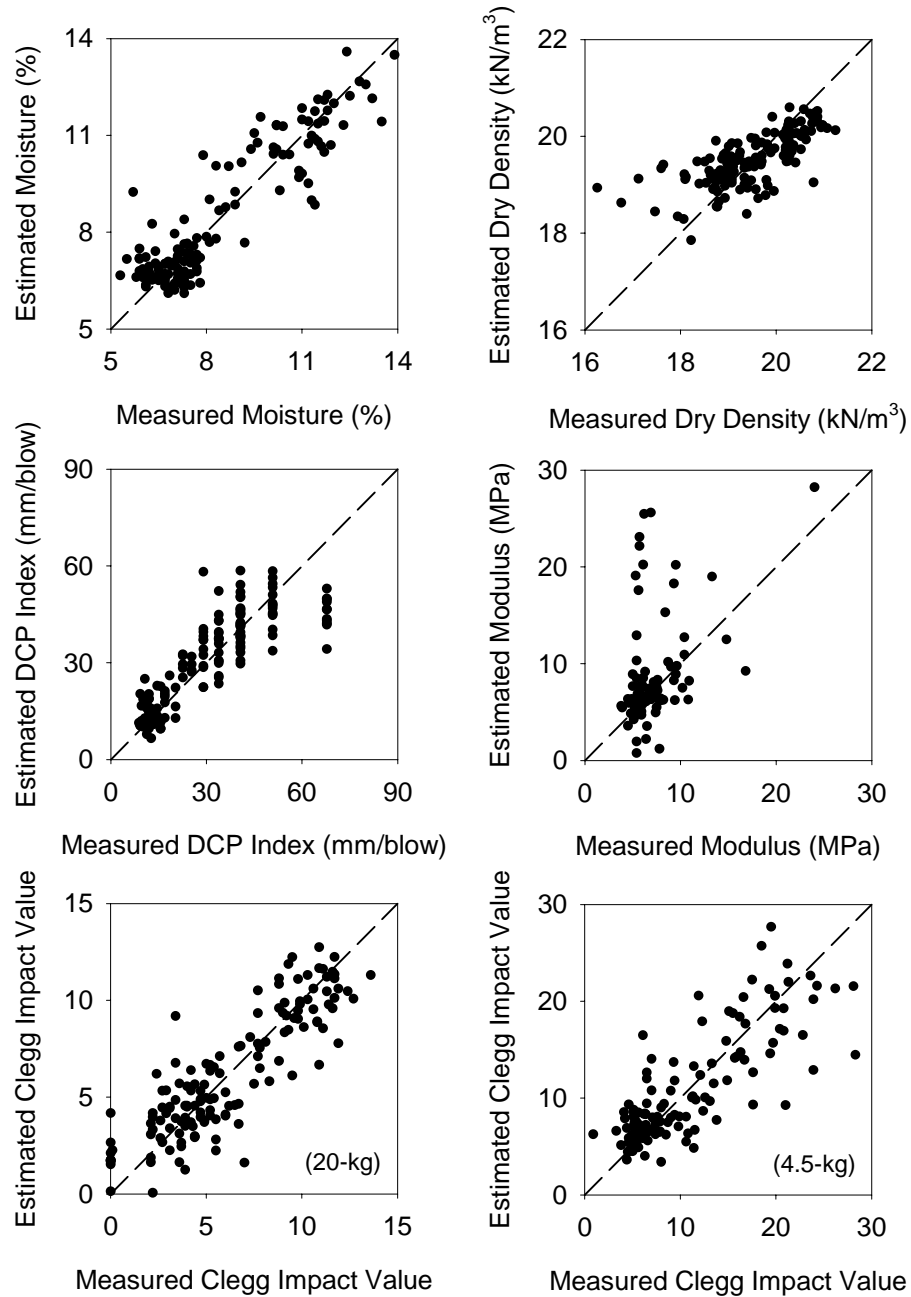 14
11
8
5
Estimated Moisture (%)
5 8 11 14
Measured Moisture (%)
22
20
18
16
Estimated Dry Density (kN/m³)
16 18 20 22
Measured Dry Density (kN/m³)
90
60
30
0
Estimated DCP Index (mm/blow)
0 30 60 90
Measured DCP Index (mm/blow)
30
20
10
0
Estimated Modulus (MPa)
0 10 20 30
Measured Modulus (MPa)
15
10
5
0
Estimated Clegg Impact Value
(20-kg)
0 5 10 15
Measured Clegg Impact Value
30
20
10
0
Estimated Clegg Impact Value
(4.5-kg)
0 10 20 30
Measured Clegg Impact Value